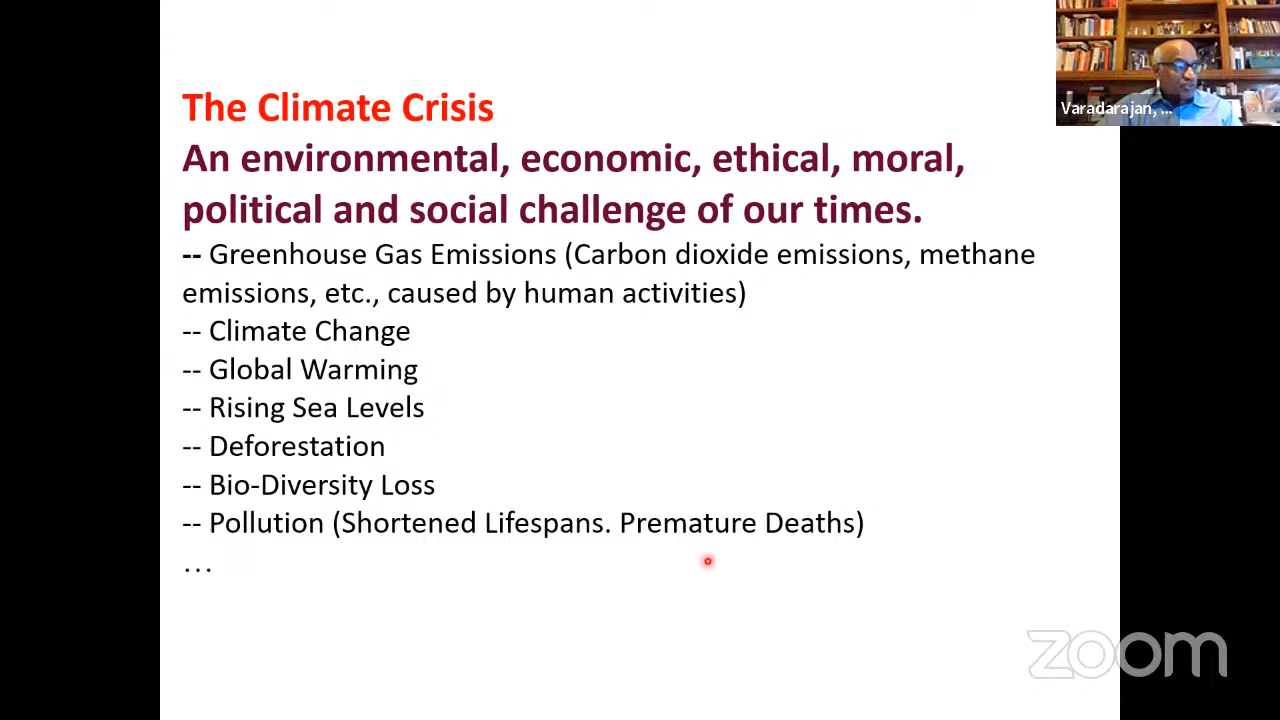 Varadarajan, ...
The Climate Crisis
An environmental, economic, ethical, moral,
political and social challenge of our times.
-- Greenhouse Gas Emissions (Carbon dioxide emissions, methane
emissions, etc., caused by human activities)
-- Climate Change
-- Global Warming
-- Rising Sea Levels
-- Deforestation
-- Bio-Diversity Loss
-- Pollution (Shortened Lifespans. Premature Deaths)
...
zoom